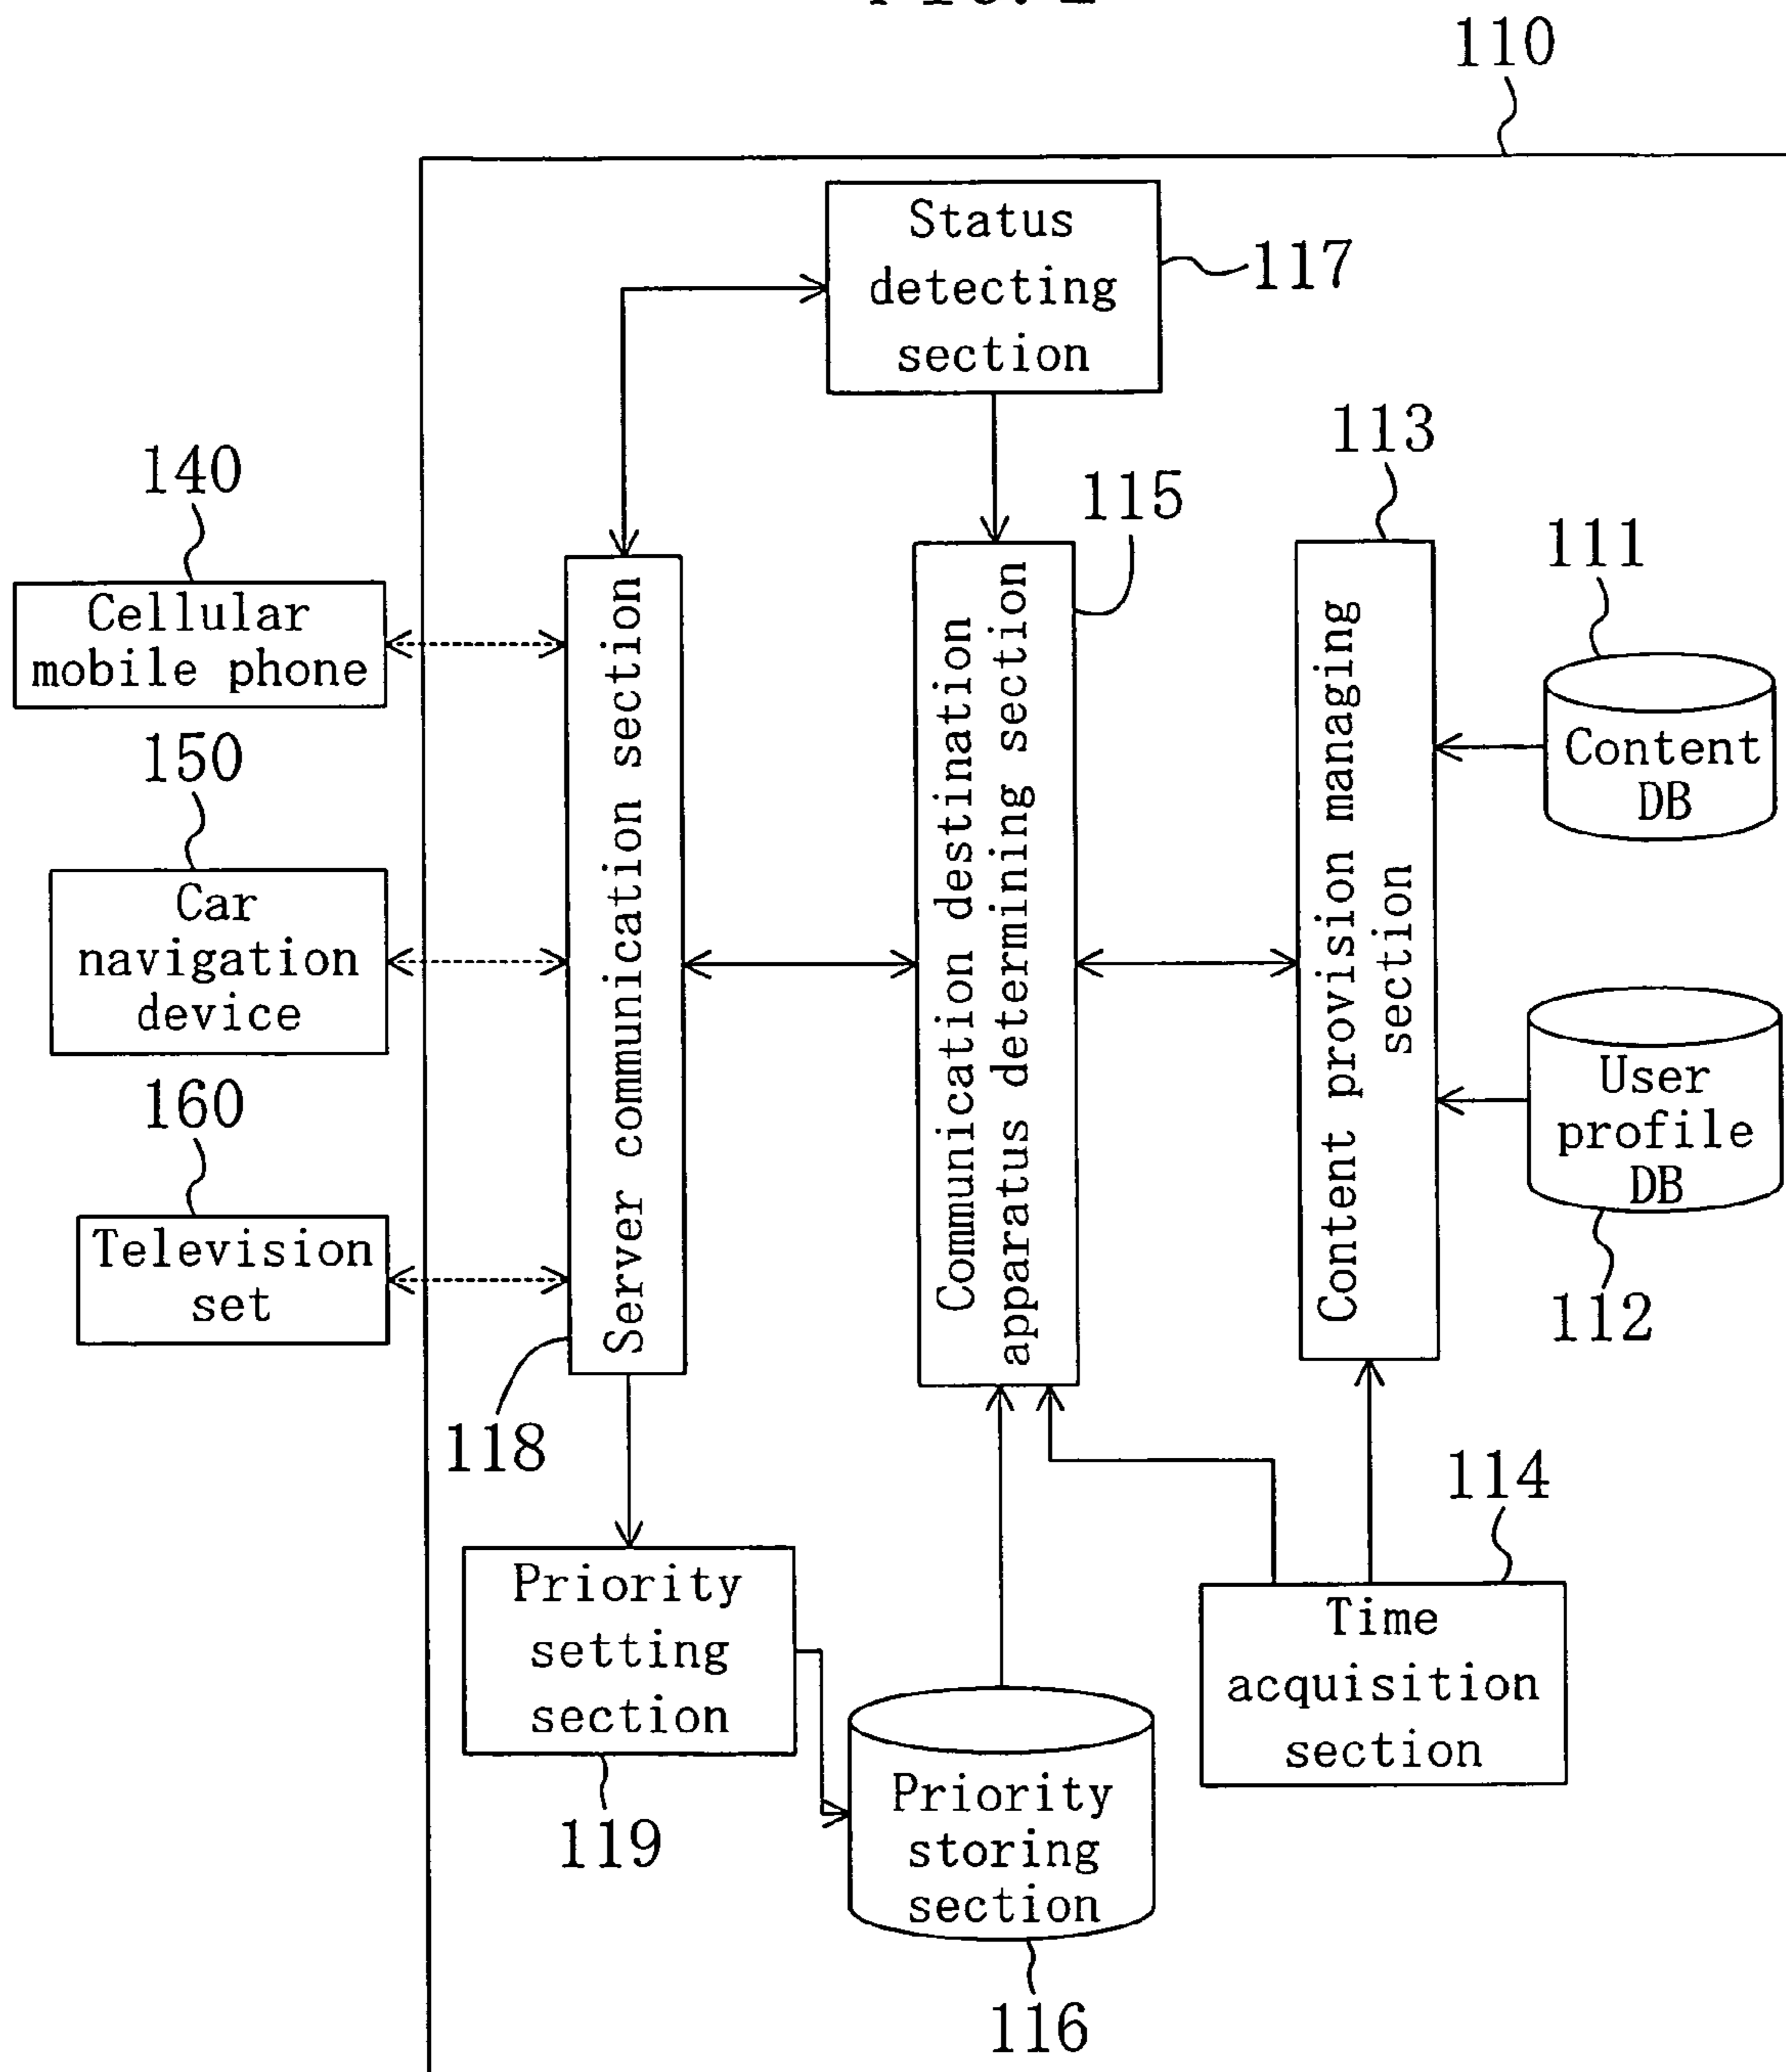 110
Status
detecting
section
117
113
140
115
111
Cellular
mobile phone
Server communication section
Communication destination
apparatus determining section
Content provision managing
section
Content
DB
150
Car
navigation
device
User
profile
DB
160
112
Television
set
118
114
Priority
setting
section
Time
acquisition
section
119
Priority
storing
section
116